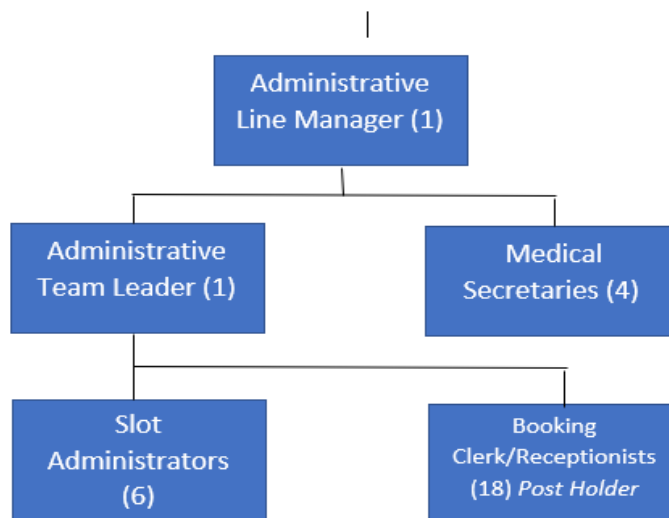 Administrative
Line Manager (1)
Administrative
Team Leader (1)
Medical
Secretaries (4)
Slot
Administrators
(6)
Booking
Clerk/Receptionists
(18) Post Holder